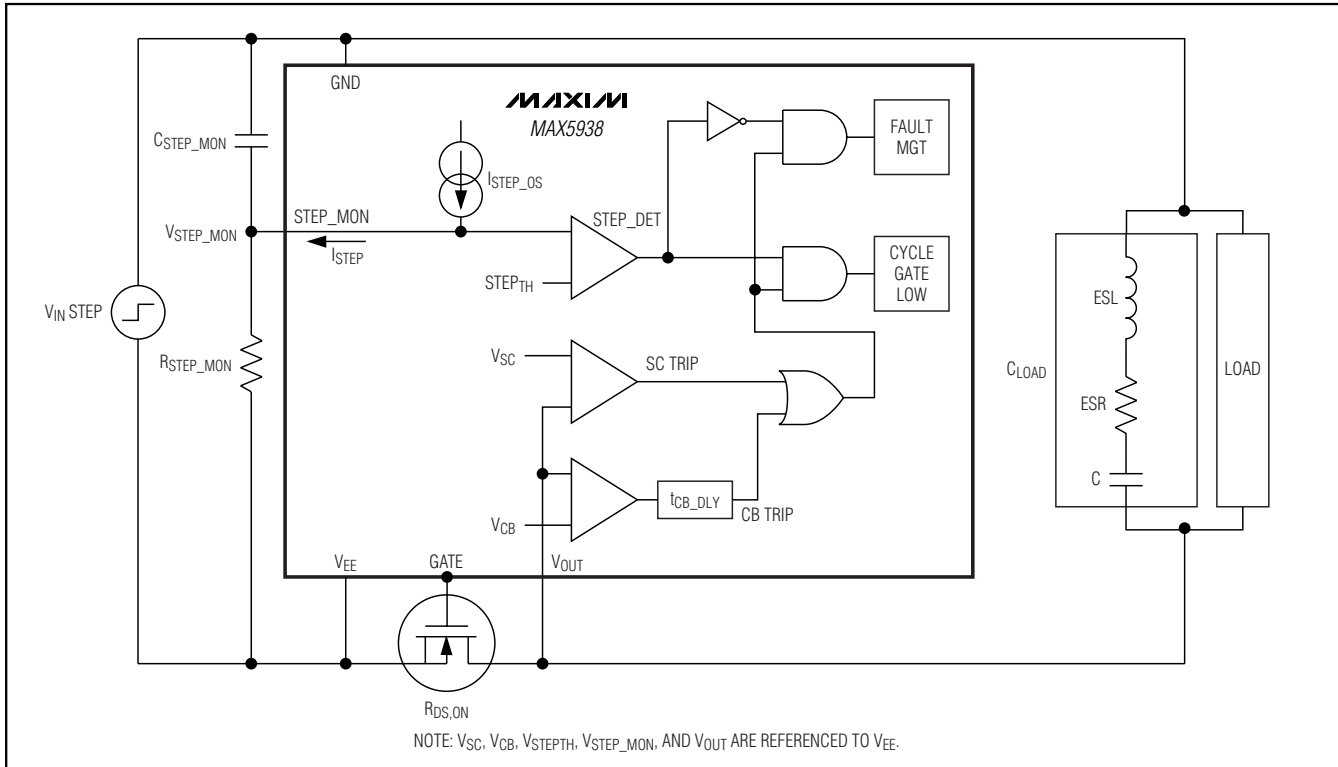 GND
MAXIM
MAX5938
CSTEP_MON
ISTEP_OS
FAULT
MGT
STEP_MON
STEP_DET
VSTEP_MON
ISTEP
STEPTH
CYCLE
GATE
LOW
VIN STEP
RSTEP_MON
VSC
SC TRIP
ESL
CLOAD
LOAD
ESR
C
tCB_DLY
CB TRIP
VCB
VEE
GATE
VOUT
RDS,ON
NOTE: VSC, VCB, VSTEPTH, VSTEP_MON, AND VOUT ARE REFERENCED TO VEE.